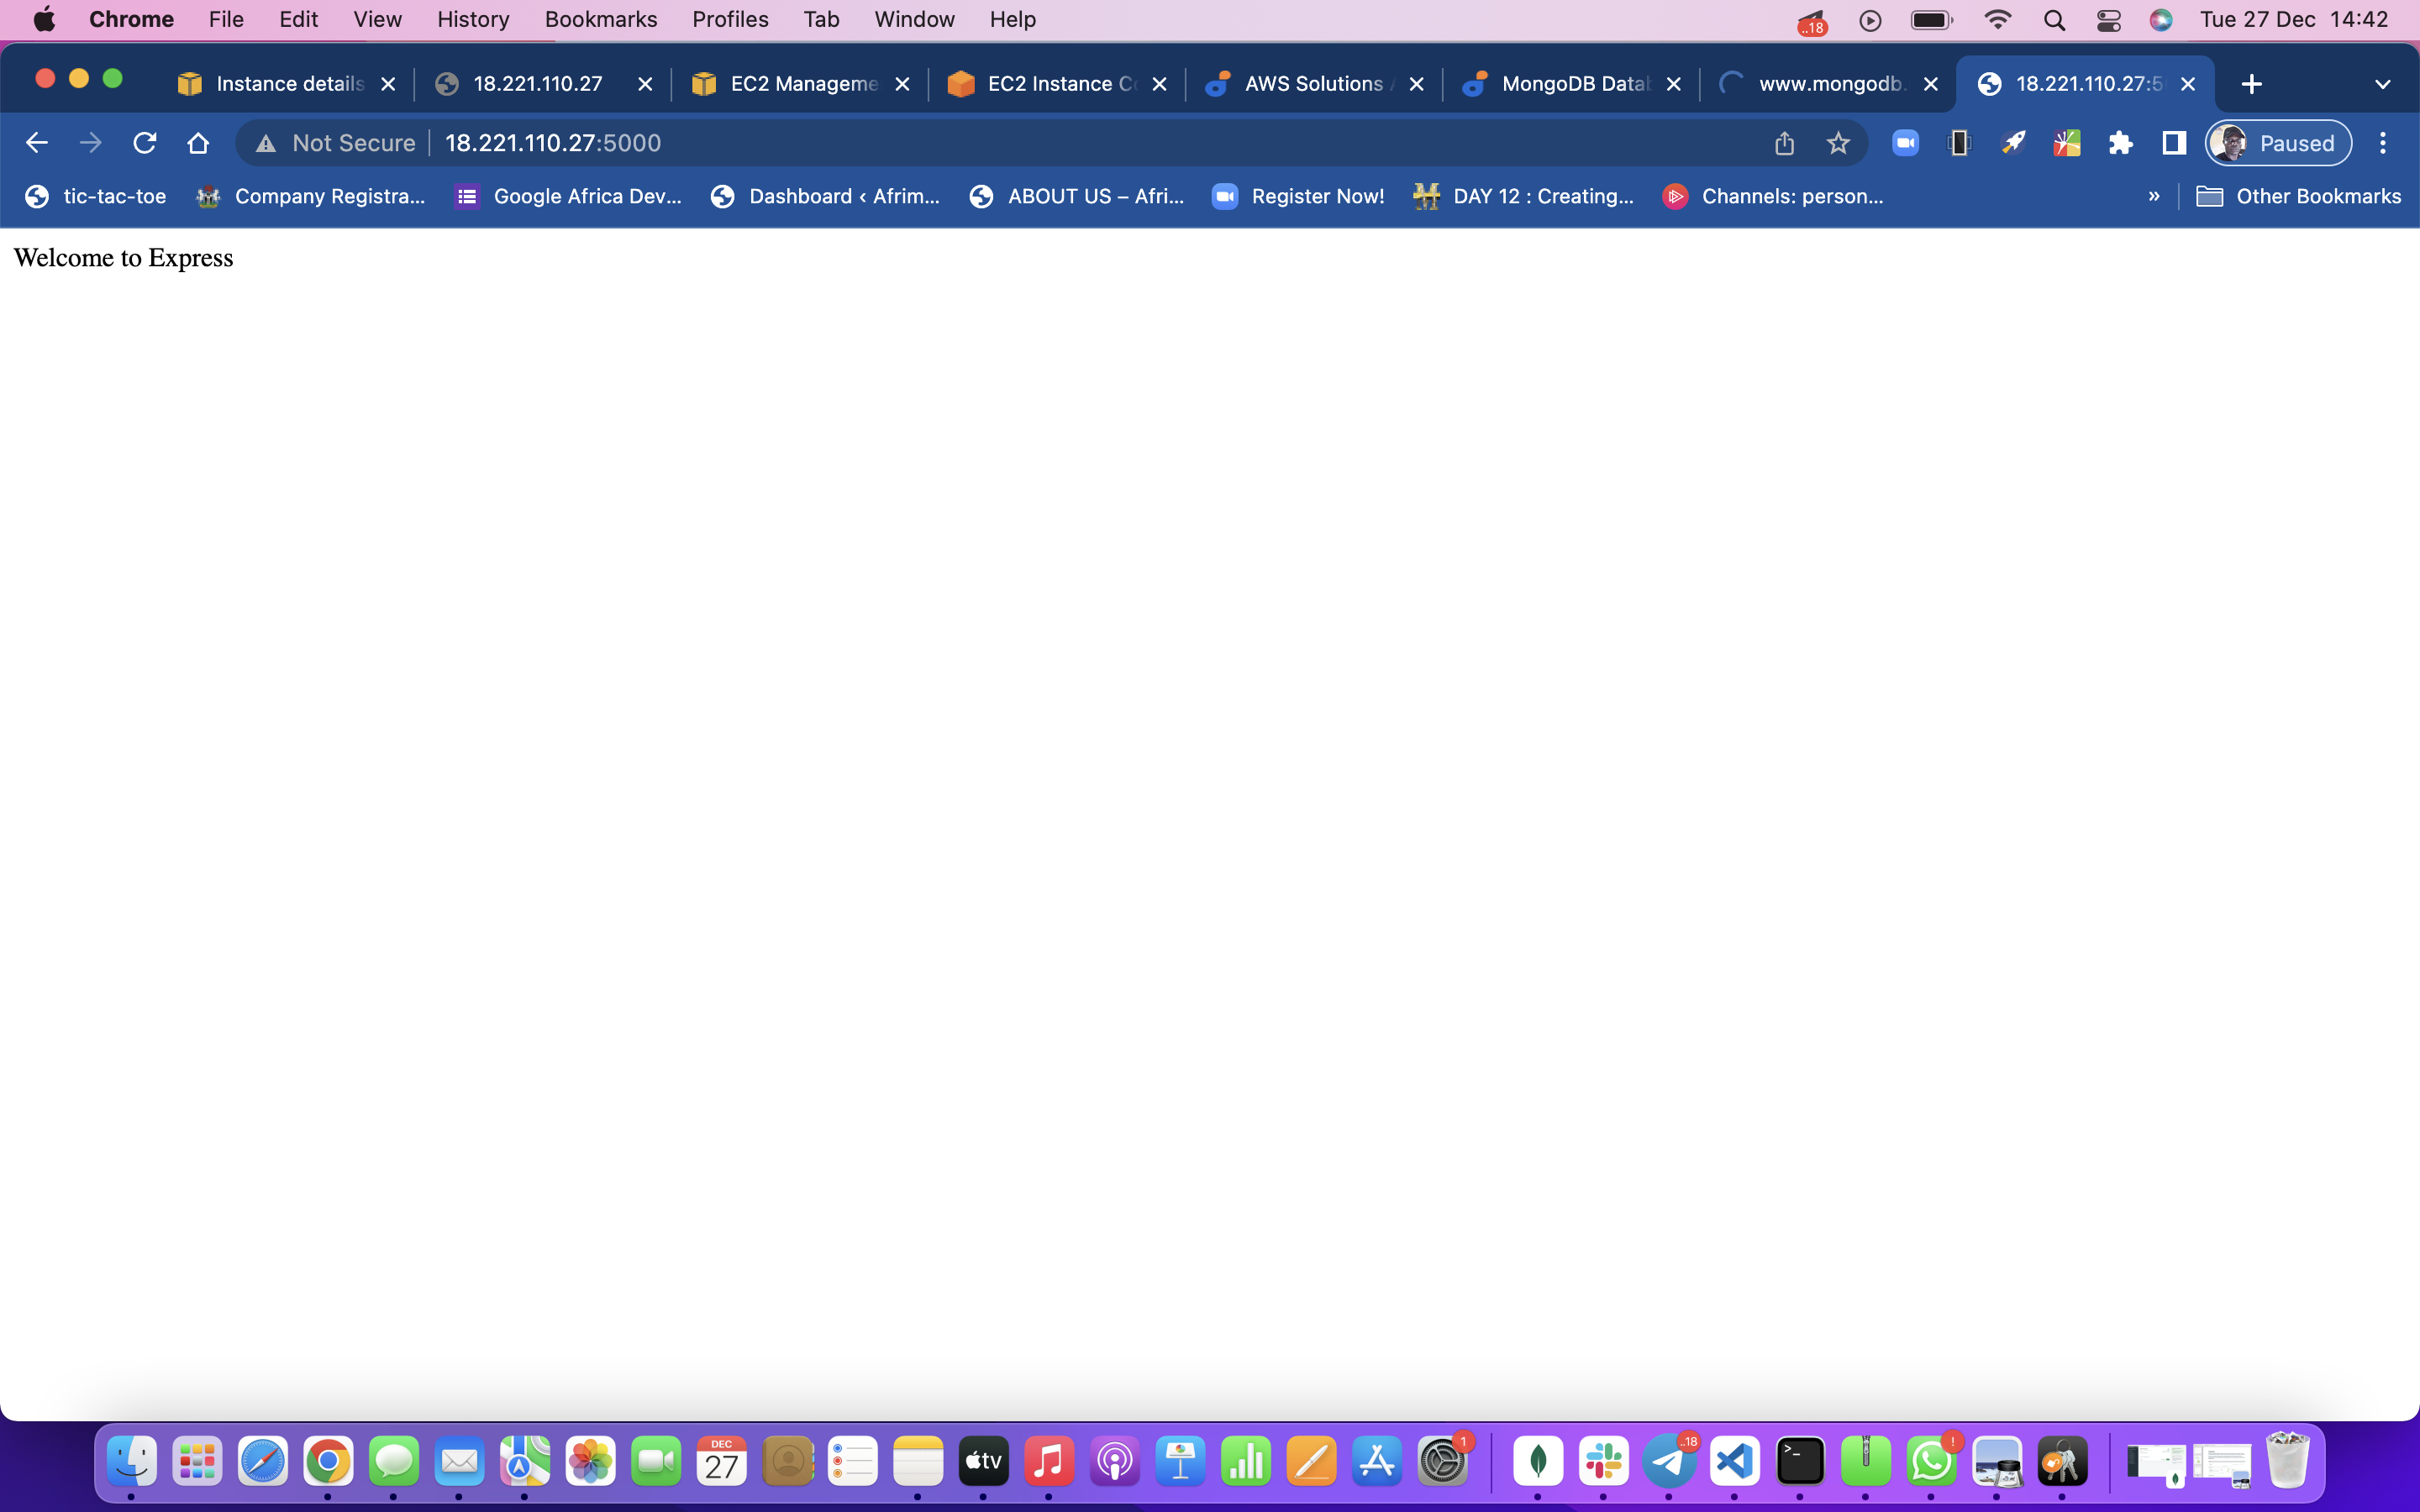 Chrome File Edit View History Bookmarks Profiles Tab Window Help ..18 Tue 27 Dec 14:42
Instance details 18.221.110.27 EC2 Manageme EC2 Instance C AWS Solutions MongoDB Datab www.mongodb. 18.221.110.27:5
Not Secure 18.221.110.27:5000 Paused
tic-tac-toe Company Registra... Google Africa Dev... Dashboard ‹ Afrim... ABOUT US – Afri... Register Now! DAY 12 : Creating... Channels: person... » Other Bookmarks
Welcome to Express
DEC
27
tv
1
..18
>_
!